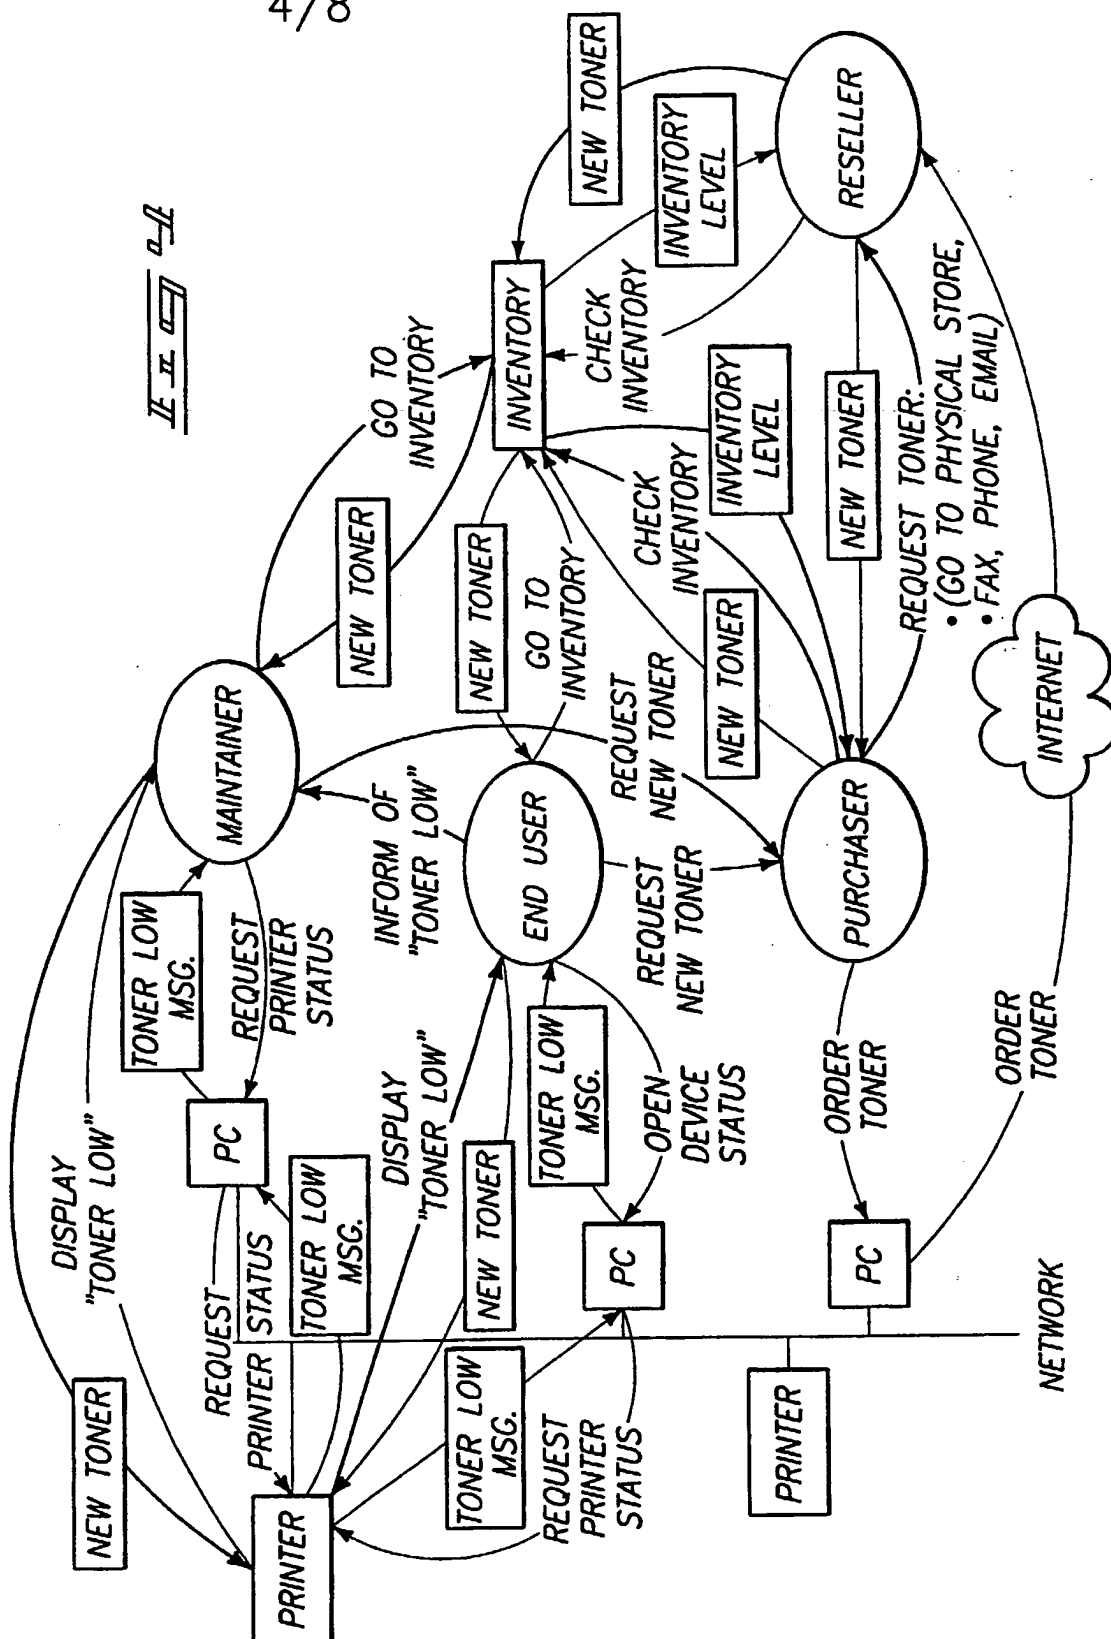 4/8
FIG 4
NEW TONER
DISPLAY
"TONER LOW"
TONER LOW
MSG.
REQUEST
PRINTER
STATUS
MAINTAINER
NEW TONER
GO TO
INVENTORY
NEW TONER
INVENTORY
INVENTORY
LEVEL
RESELLER
CHECK
INVENTORY
PC
REQUEST
PRINTER STATUS
TONER LOW
MSG.
INFORM OF
"TONER LOW"
DISPLAY
"TONER LOW"
NEW TONER
END USER
NEW TONER
GO TO
INVENTORY
REQUEST
NEW TONER
REQUEST
NEW TONER
TONER LOW
MSG.
OPEN
DEVICE
STATUS
PC
PRINTER
TONER LOW
MSG.
REQUEST
PRINTER
STATUS
CHECK
INVENTORY
INVENTORY
LEVEL
NEW TONER
NEW TONER
REQUEST TONER:
• (GO TO PHYSICAL STORE,
• FAX, PHONE, EMAIL)
PURCHASER
ORDER
TONER
PC
PRINTER
ORDER
TONER
INTERNET
NETWORK